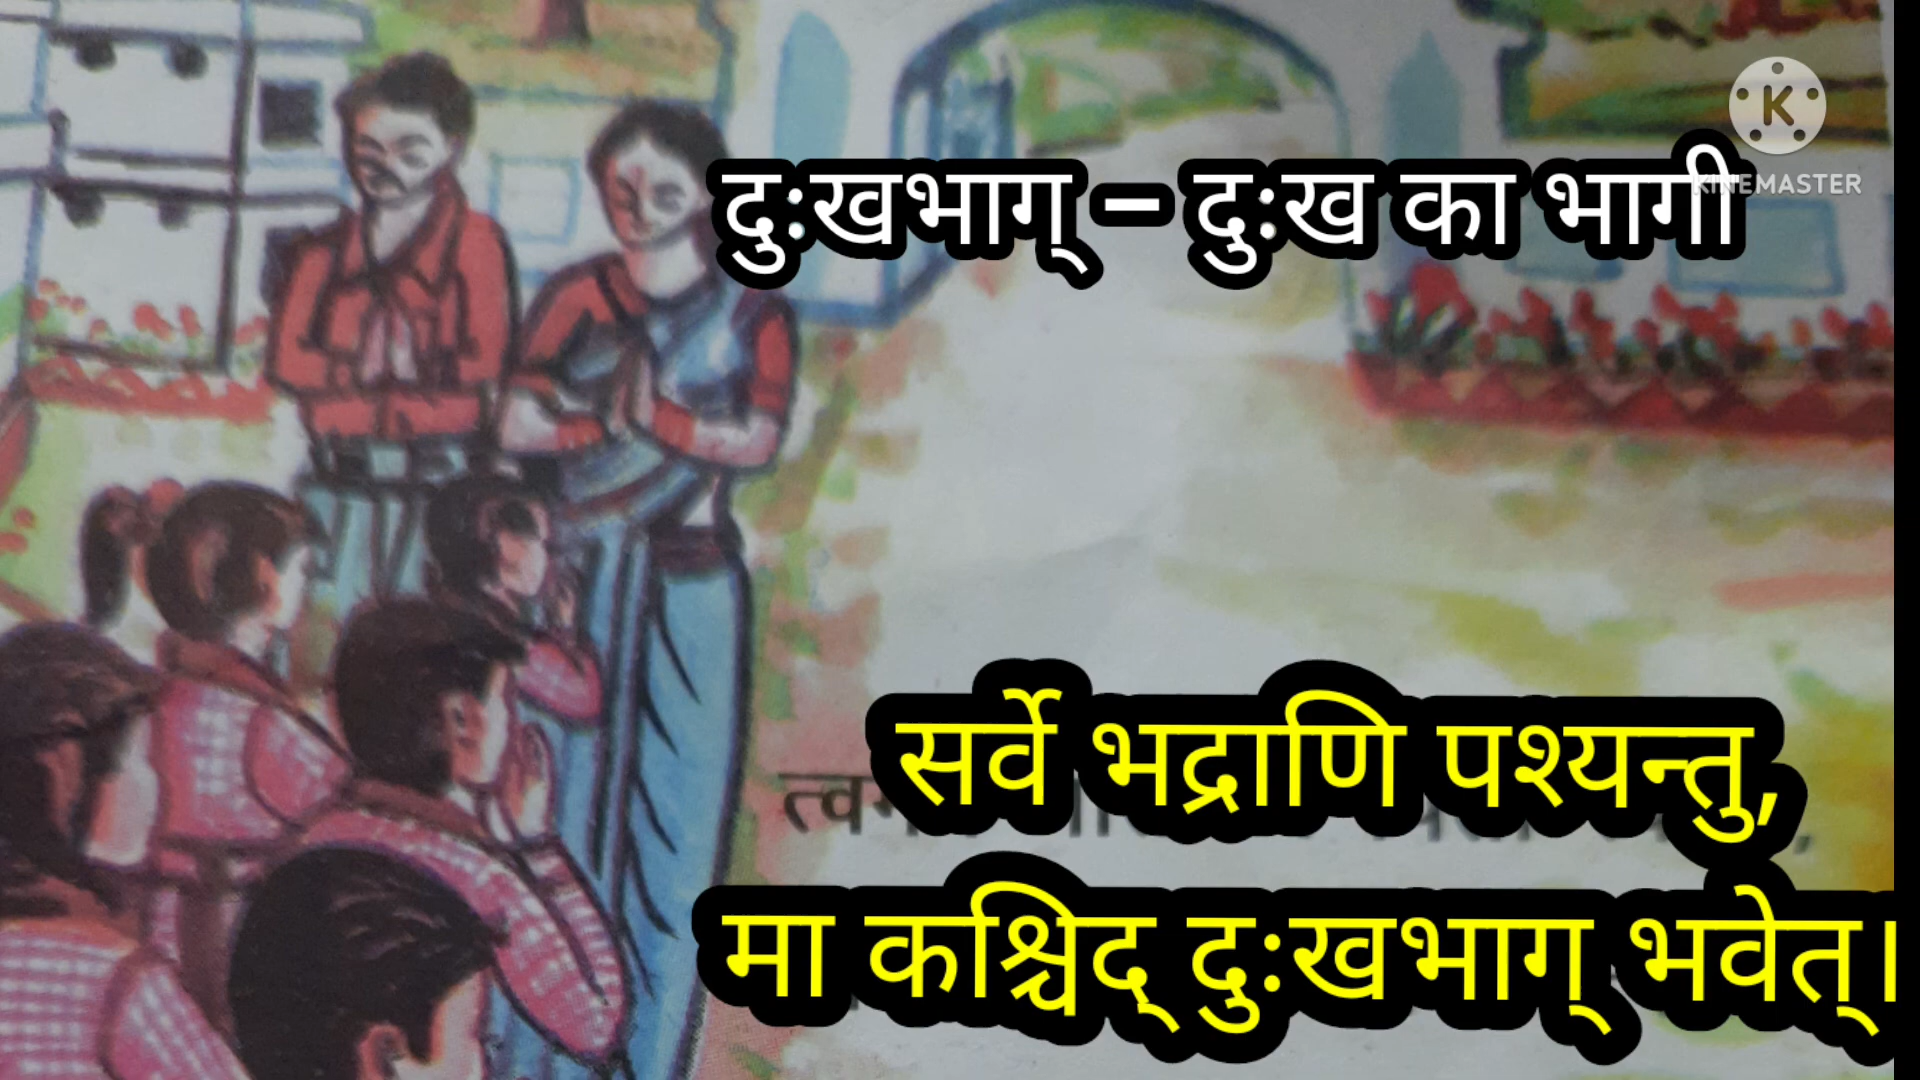 K
KINEMASTER
दुःखभाग् – दुःख का भागी
सर्वे भद्राणि पश्यन्तु,
मा कश्चिद् दुःखभाग् भवेत्।